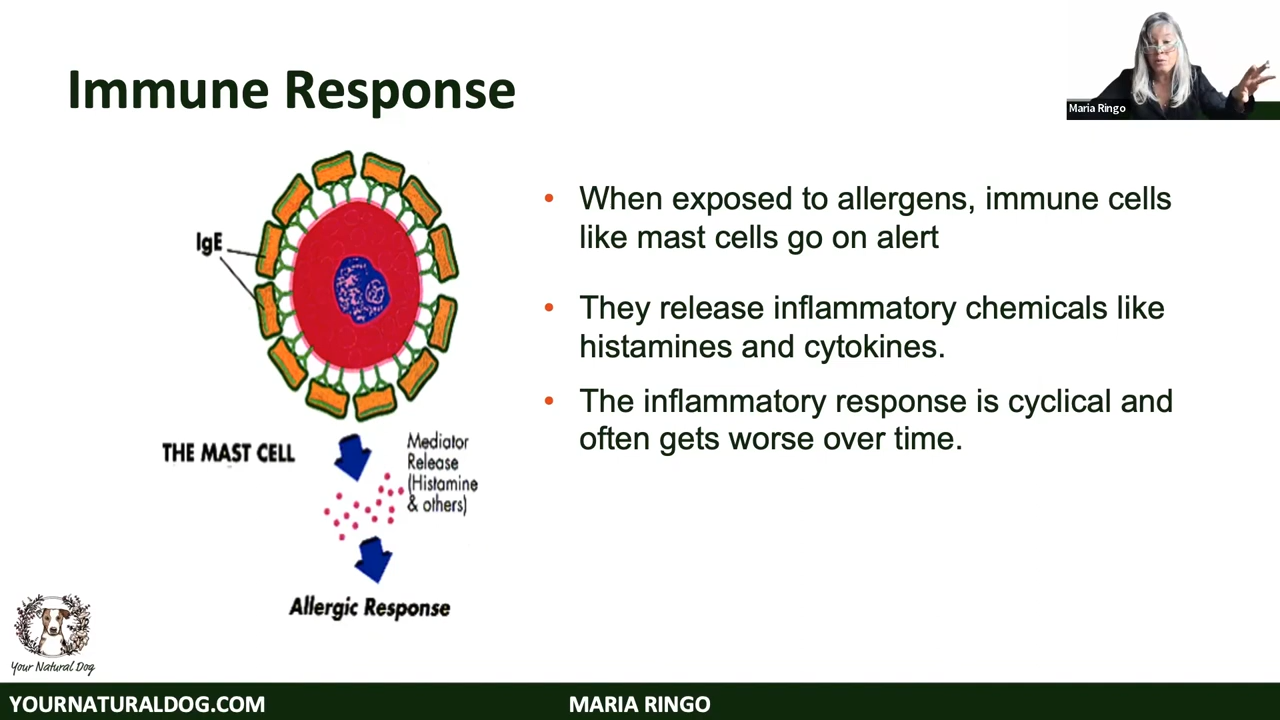 Immune Response
Maria Ringo
IgE
THE MAST CELL
Mediator
Release
(Histamine
& others)
Allergic Response
• When exposed to allergens, immune cells
like mast cells go on alert
• They release inflammatory chemicals like
histamines and cytokines.
• The inflammatory response is cyclical and
often gets worse over time.
Your Natural Dog
YOURNATURALDOG.COM
MARIA RINGO